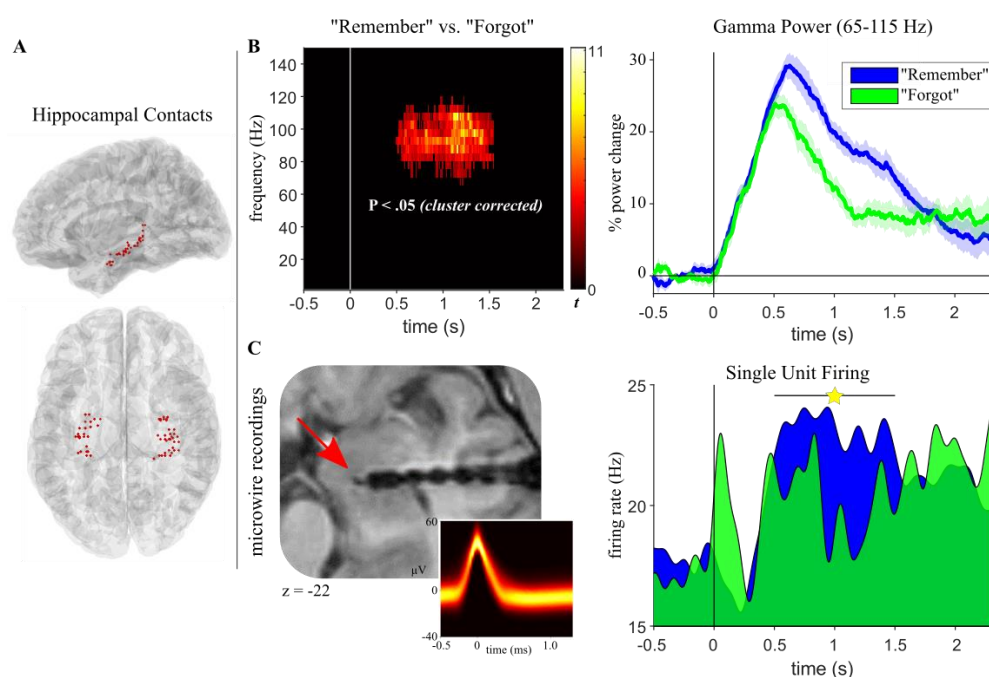 A
Hippocampal Contacts
B
"Remember" vs. "Forgot"
frequency (Hz)
140
120
100
80
60
40
20
P < .05 (cluster corrected)
-0.5
0
0.5
1.0
1.5
2.0
time (s)
11
0
t
Gamma Power (65-115 Hz)
% power change
30
20
10
0
"Remember"
"Forgot"
-0.5
0
0.5
1
1.5
2
time (s)
C
microwire recordings
z = -22
60
µV
0
-40
-0.5
0
1.0
time (ms)
Single Unit Firing
firing rate (Hz)
25
20
15
-0.5
0
0.5
1
1.5
2
time (s)